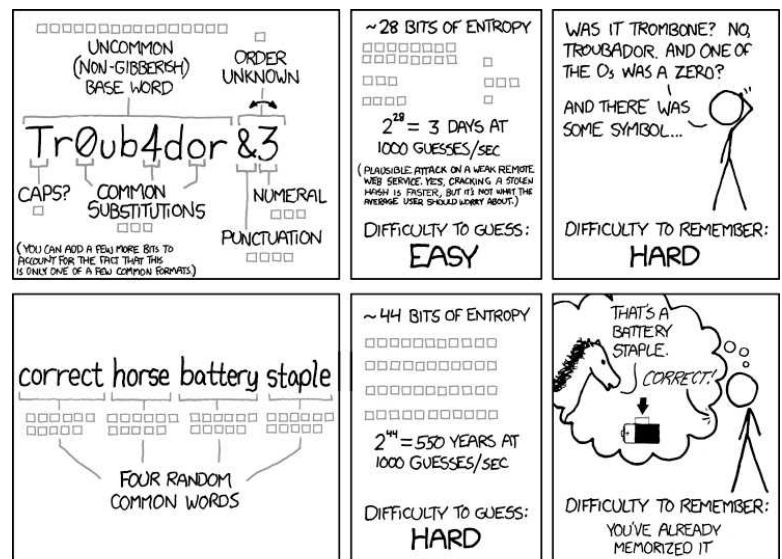 UNCOMMON
(NON-GIBBERISH)
BASE WORD
ORDER
UNKNOWN
Tr0ub4dor &3
CAPS?
COMMON
SUBSTITUTIONS
NUMERAL
PUNCTUATION
(YOU CAN ADD A FEW MORE BITS TO
ACCOUNT FOR THE FACT THAT THIS
IS ONLY ONE OF A FEW COMMON FORMATS.)
~28 BITS OF ENTROPY
2^28 = 3 DAYS AT
1000 GUESSES/SEC
(PLAUSIBLE ATTACK ON A WEAK REMOTE
WEB SERVICE. YES, CRACKING A STOLEN
HASH IS FASTER, BUT IT'S NOT WHAT THE
AVERAGE USER SHOULD WORRY ABOUT.)
DIFFICULTY TO GUESS:
EASY
WAS IT TROMBONE? NO,
TROUBADOR. AND ONE OF
THE Os WAS A ZERO?
AND THERE WAS
SOME SYMBOL...
DIFFICULTY TO REMEMBER:
HARD
correct horse battery staple
FOUR RANDOM
COMMON WORDS
~44 BITS OF ENTROPY
2^44 = 550 YEARS AT
1000 GUESSES/SEC
DIFFICULTY TO GUESS:
HARD
THAT'S A
BATTERY
STAPLE.
CORRECT!
DIFFICULTY TO REMEMBER:
YOU'VE ALREADY
MEMORIZED IT